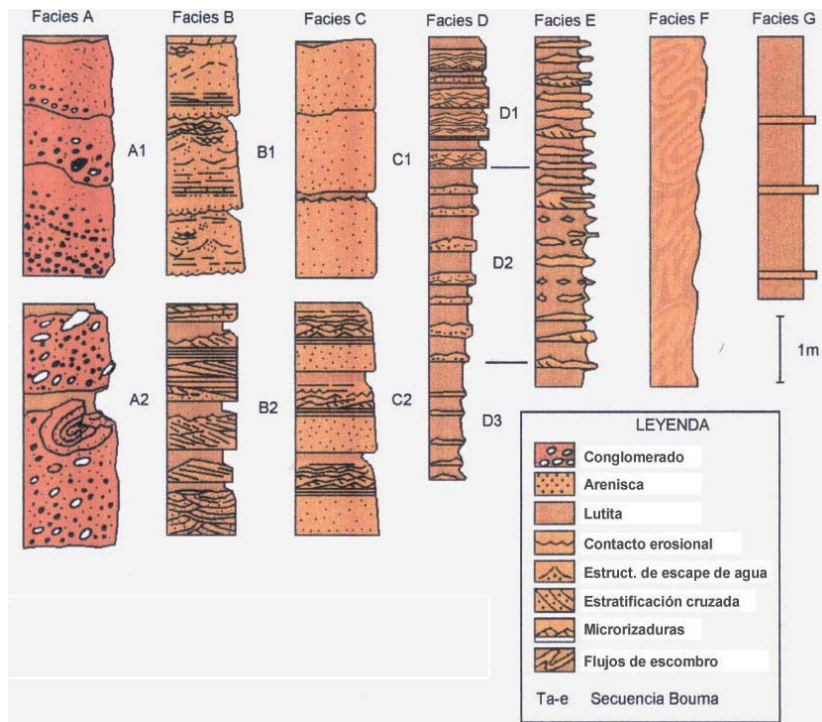 Facies A
Facies B
Facies C
Facies D
Facies E
Facies F
Facies G
A1
B1
C1
D1
D2
1m
A2
B2
C2
D3
LEYENDA
Conglomerado
Arenisca
Lutita
Contacto erosional
Estruct. de escape de agua
Estratificación cruzada
Microrizaduras
Flujos de escombro
Ta-e Secuencia Bouma